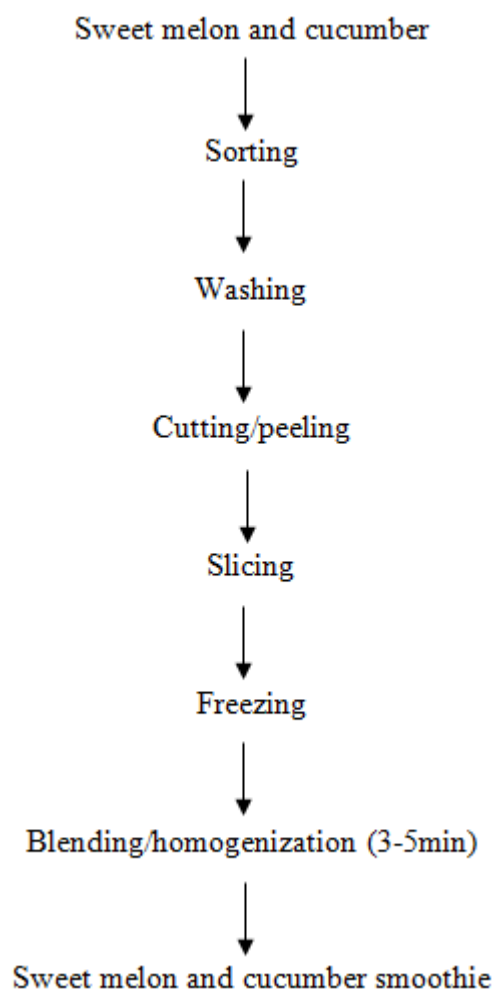 Sweet melon and cucumber
Sorting
Washing
Cutting/peeling
Slicing
Freezing
Blending/homogenization (3-5min)
Sweet melon and cucumber smoothie